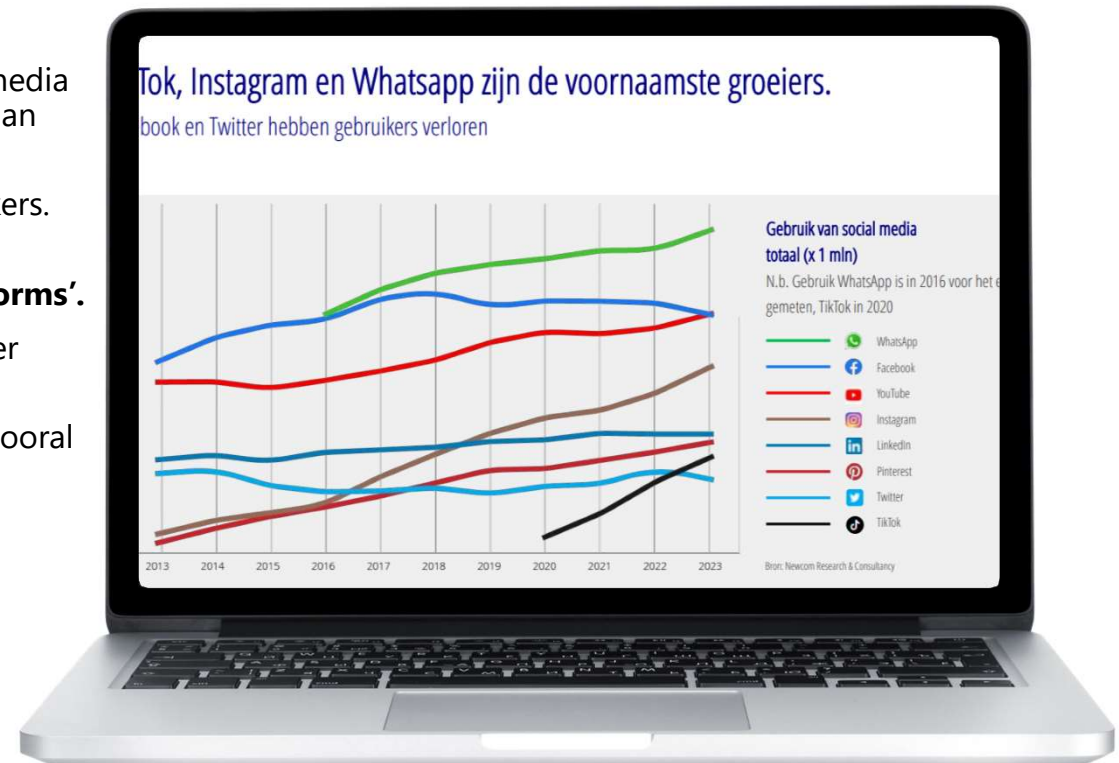 media
an
ers.
orms’.
er
ooral
Tok, Instagram en Whatsapp zijn de voornaamste groeiers.
book en Twitter hebben gebruikers verloren
Gebruik van social media
totaal (x 1 mln)
N.b. Gebruik WhatsApp is in 2016 voor het e
gemeten, TikTok in 2020
WhatsApp
Facebook
YouTube
Instagram
LinkedIn
Pinterest
Twitter
TikTok
2013 2014 2015 2016 2017 2018 2019 2020 2021 2022 2023
Bron: Newcom Research & Consultancy